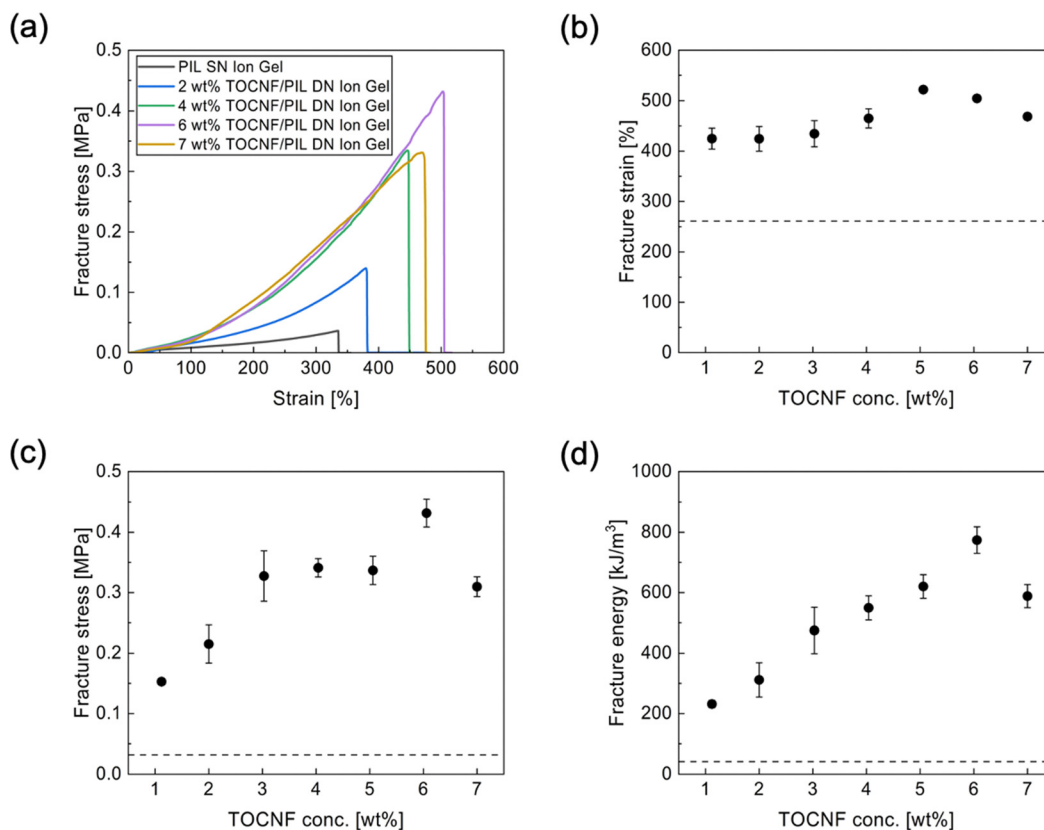 (a)
Fracture stress [MPa]
0.5
0.4
0.3
0.2
0.1
0.0
PIL SN Ion Gel
2 wt% TOCNF/PIL DN Ion Gel
4 wt% TOCNF/PIL DN Ion Gel
6 wt% TOCNF/PIL DN Ion Gel
7 wt% TOCNF/PIL DN Ion Gel
0 100 200 300 400 500 600
Strain [%]
(b)
Fracture strain [%]
600
500
400
300
200
100
0
1 2 3 4 5 6 7
TOCNF conc. [wt%]
(c)
Fracture stress [MPa]
0.5
0.4
0.3
0.2
0.1
0.0
1 2 3 4 5 6 7
TOCNF conc. [wt%]
(d)
Fracture energy [kJ/m³]
1000
800
600
400
200
0
1 2 3 4 5 6 7
TOCNF conc. [wt%]